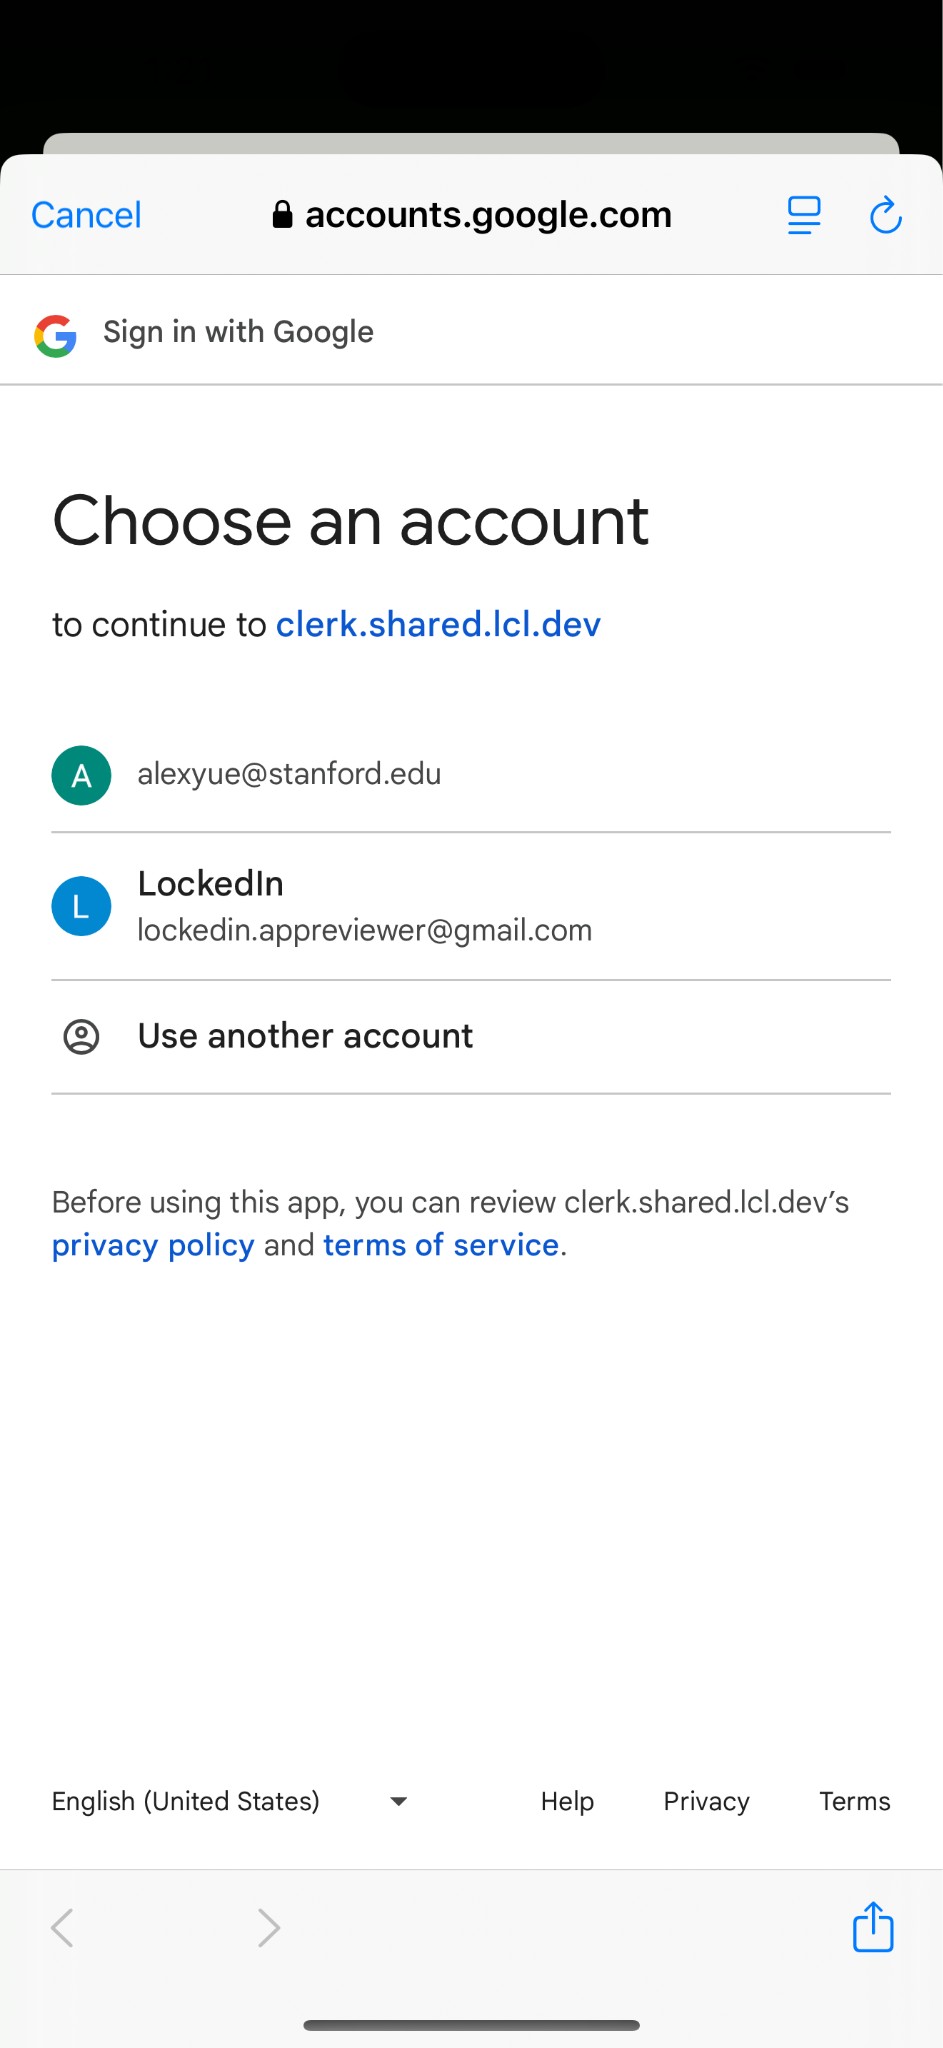 Cancel
accounts.google.com
Sign in with Google
Choose an account
to continue to clerk.shared.lcl.dev
A
alexyue@stanford.edu
L
LockedIn
lockedin.appreviewer@gmail.com
Use another account
Before using this app, you can review clerk.shared.lcl.dev’s
privacy policy and terms of service.
English (United States)
Help
Privacy
Terms